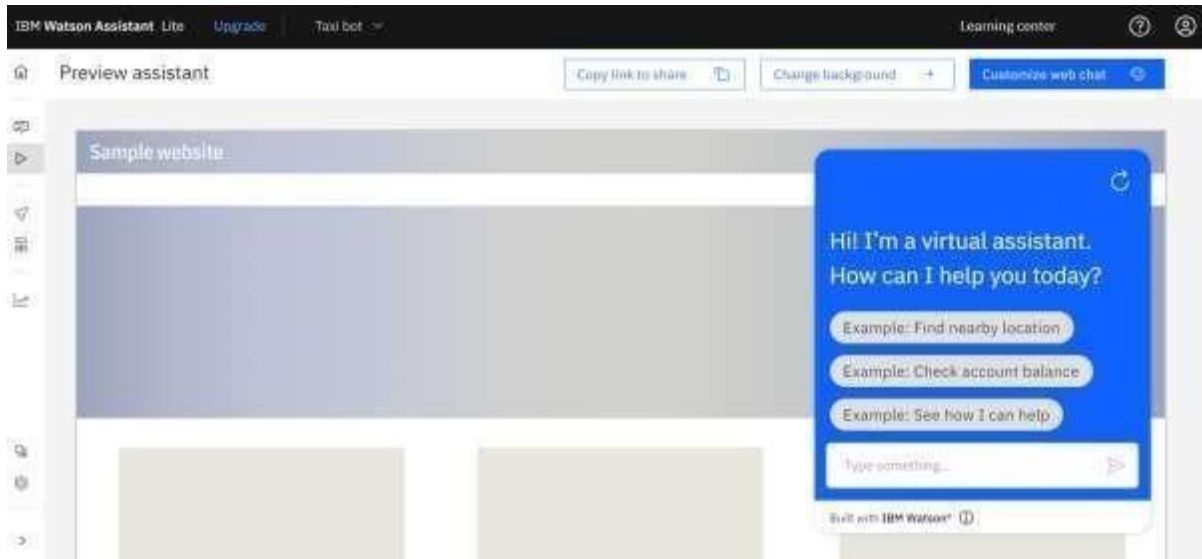 IBM Watson Assistant Lite Upgrade Taxi bot Learning center
Preview assistant Copy link to share Change background + Customize web chat
Sample website
Hi! I'm a virtual assistant.
How can I help you today?
Example: Find nearby location
Example: Check account balance
Example: See how I can help
Type something...
Built with IBM Watson®